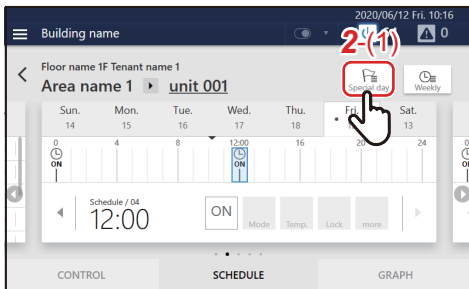 2020/06/12 Fri. 10:16
Building name
0
2-(1)
Floor name 1F Tenant name 1
Area name 1 unit 001
Special day
Weekly
Sun. Mon. Tue. Wed. Thu. Fri. Sat.
14 15 16 17 18 13
0 4 8 12:00 16 20 24 0
ON ON ON
Schedule / 04
12:00
ON Mode Temp. Lock more
CONTROL SCHEDULE GRAPH